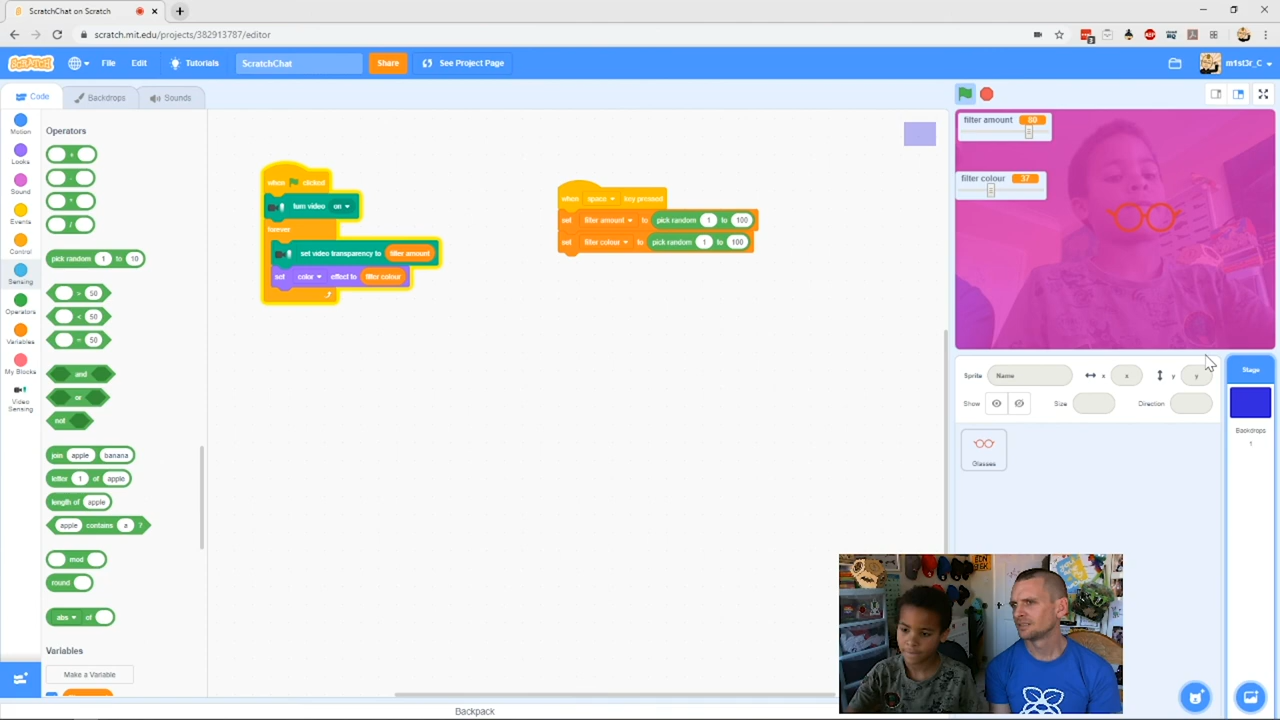 ScratchChat on Scratch
scratch.mit.edu/projects/382913787/editor
SCRATCH File Edit Tutorials ScratchChat Share See Project Page m1st3r_C
Code Backdrops Sounds
Motion
Looks
Sound
Events
Control
Sensing
Operators
Variables
My Blocks
Video
Sensing
Operators
+
-
*
/
pick random 1 to 10
> 50
< 50
= 50
and
or
not
join apple banana
letter 1 of apple
length of apple
apple contains a ?
mod
round
abs of
Variables
Make a Variable
when clicked
turn video on
forever
set video transparency to filter amount
set color effect to filter colour
when space key pressed
set filter amount to pick random 1 to 100
set filter colour to pick random 1 to 100
filter amount 80
filter colour 37
Sprite Name x x y y
Show Size Direction
Glasses
Stage
Backdrops
1
Backpack